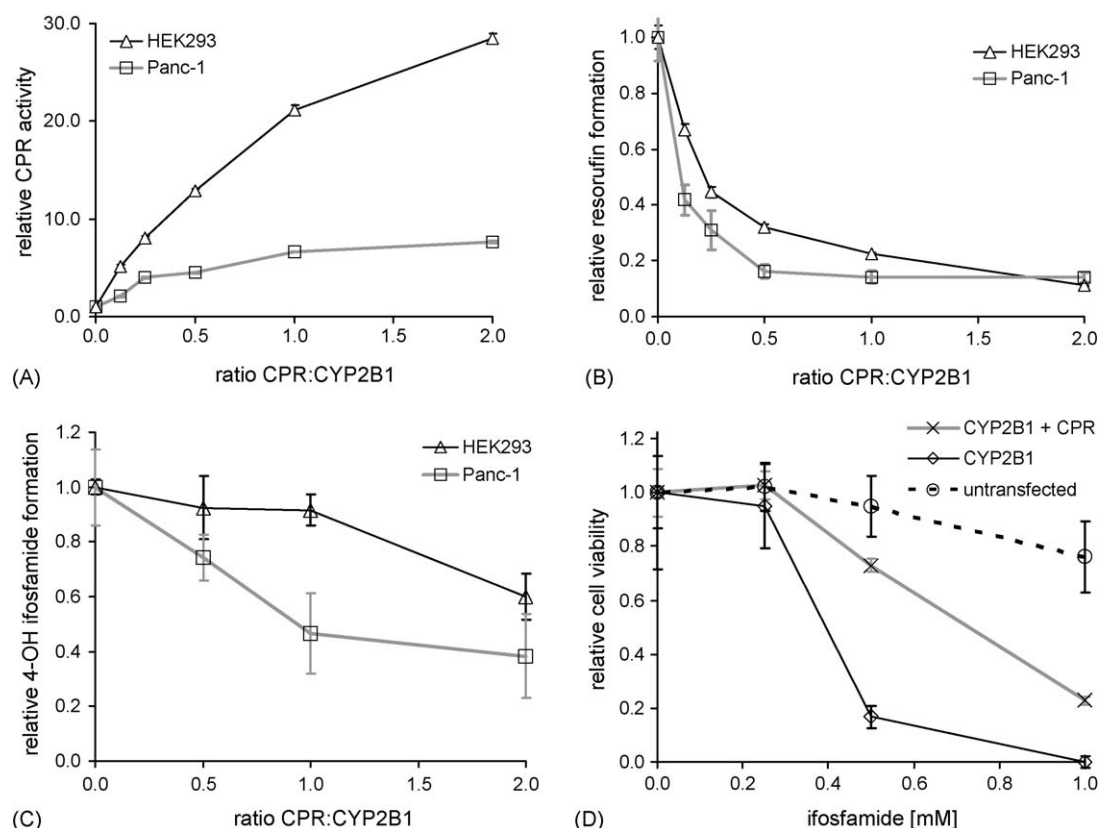 30.0
20.0
10.0
0.0
relative CPR activity
HEK293
Panc-1
0.0 0.5 1.0 1.5 2.0
(A) ratio CPR:CYP2B1
1.0
0.8
0.6
0.4
0.2
0.0
relative resorufin formation
HEK293
Panc-1
0.0 0.5 1.0 1.5 2.0
(B) ratio CPR:CYP2B1
1.2
1.0
0.8
0.6
0.4
0.2
0.0
relative 4-OH ifosfamide formation
HEK293
Panc-1
0.0 0.5 1.0 1.5 2.0
(C) ratio CPR:CYP2B1
1.2
1.0
0.8
0.6
0.4
0.2
0.0
relative cell viability
CYP2B1 + CPR
CYP2B1
untransfected
0.0 0.2 0.4 0.6 0.8 1.0
(D) ifosfamide [mM]